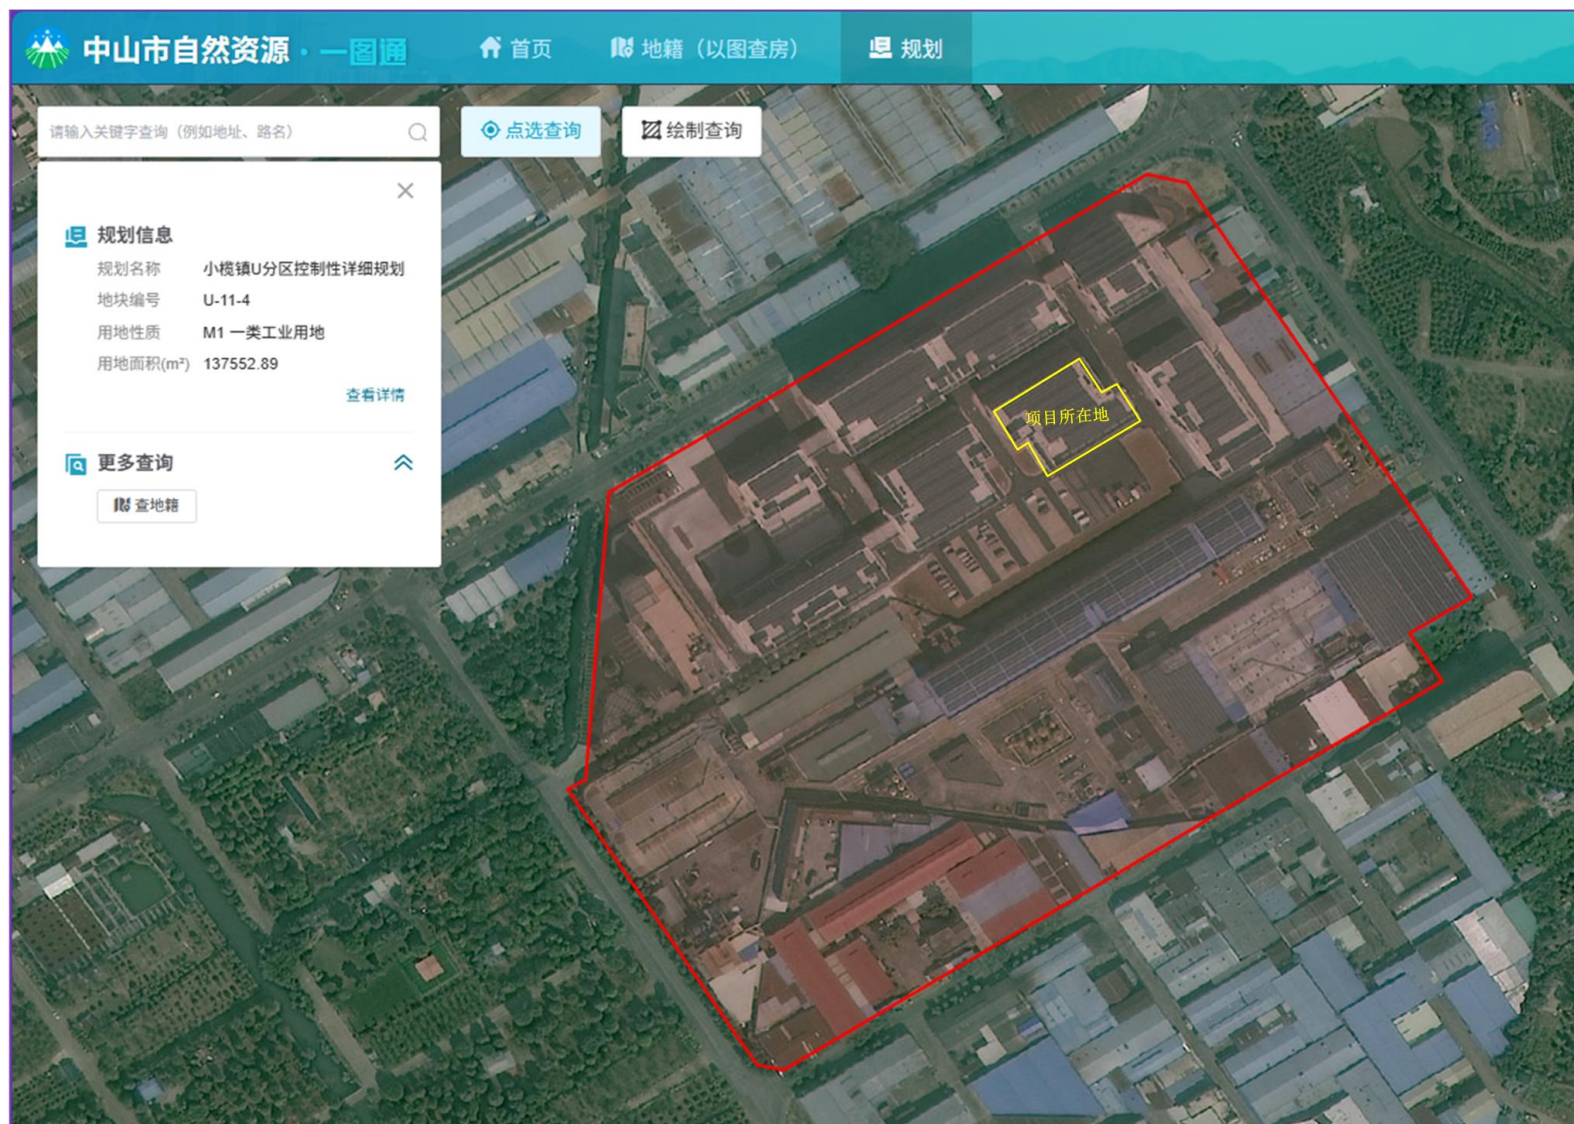 中山市自然资源·一图通
首页
地籍（以图查房）
规划
请输入关键字查询（例如地址、路名）
点选查询
绘制查询
规划信息
规划名称 小榄镇U分区控制性详细规划
地块编号 U-11-4
用地性质 M1 一类工业用地
用地面积(m²) 137552.89
查看详情
更多查询
查地籍
项目所在地